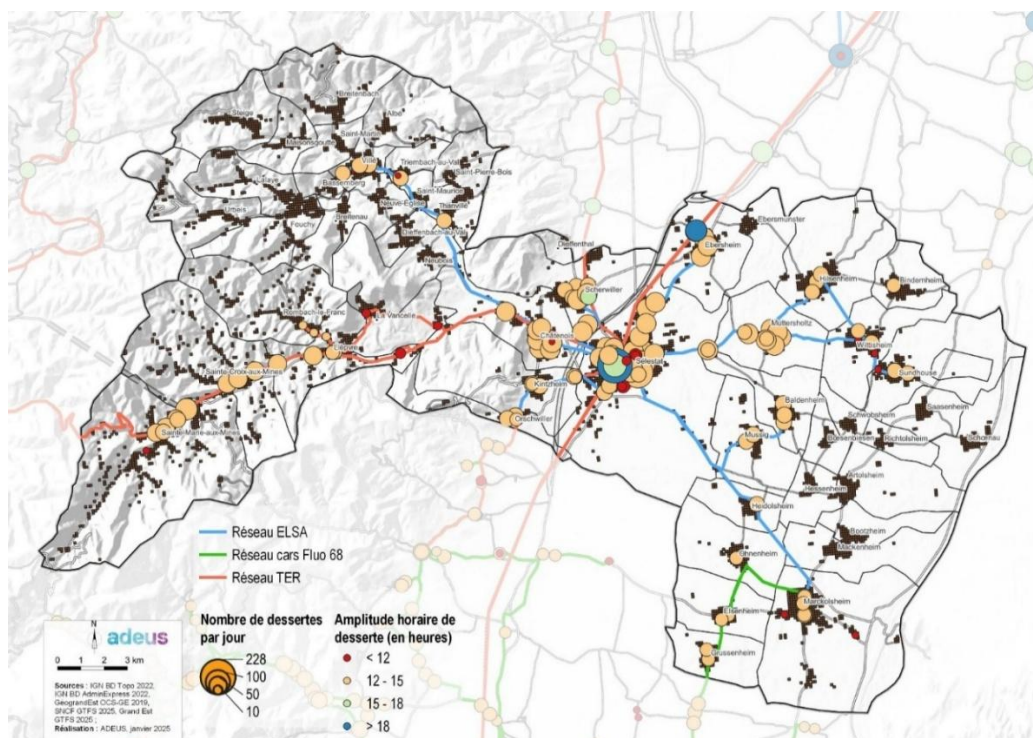 Breitenbach
Steige
Albé
Saint-Martin
Maisonsgoutte
Villé
Triembach-au-Val
Saint-Pierre-Bois
Lalaye
Bassemberg
Saint-Maurice
Urbeis
Neuve-Eglise
Thanvillé
Fouchy
Breitenau
Dieffenbach-au-Val
Neubois
Dieffenthal
Ebersheim
Ebersmunster
Scherwiller
Hilsenheim
Bindernheim
Rombach-le-Franc
La Vancelle
Châtenois
Muttersholtz
Wittisheim
Lièpvre
Sélestat
Sundhouse
Sainte-Croix-aux-Mines
Kintzheim
Baldenheim
Saasenheim
Schwobsheim
Orschwiller
Sainte-Marie-aux-Mines
Mussig
Boesenbiesen
Richtolsheim
Schoenau
Artolsheim
Hessenheim
Heidolsheim
Bootzheim
Mackenheim
Ohnenheim
Marckolsheim
Elsenheim
Grussenheim
Réseau ELSA
Réseau cars Fluo 68
Réseau TER
Nombre de dessertes
par jour
228
100
50
10
Amplitude horaire de
desserte (en heures)
< 12
12 - 15
15 - 18
> 18
N
adeus
0 1 2 3 km
Sources : IGN BD Topo 2022,
IGN BD AdminExpress 2022,
GeograndEst OCS-GE 2019,
SNCF GTFS 2025, Grand Est
GTFS 2025 ;
Réalisation : ADEUS, janvier 2025